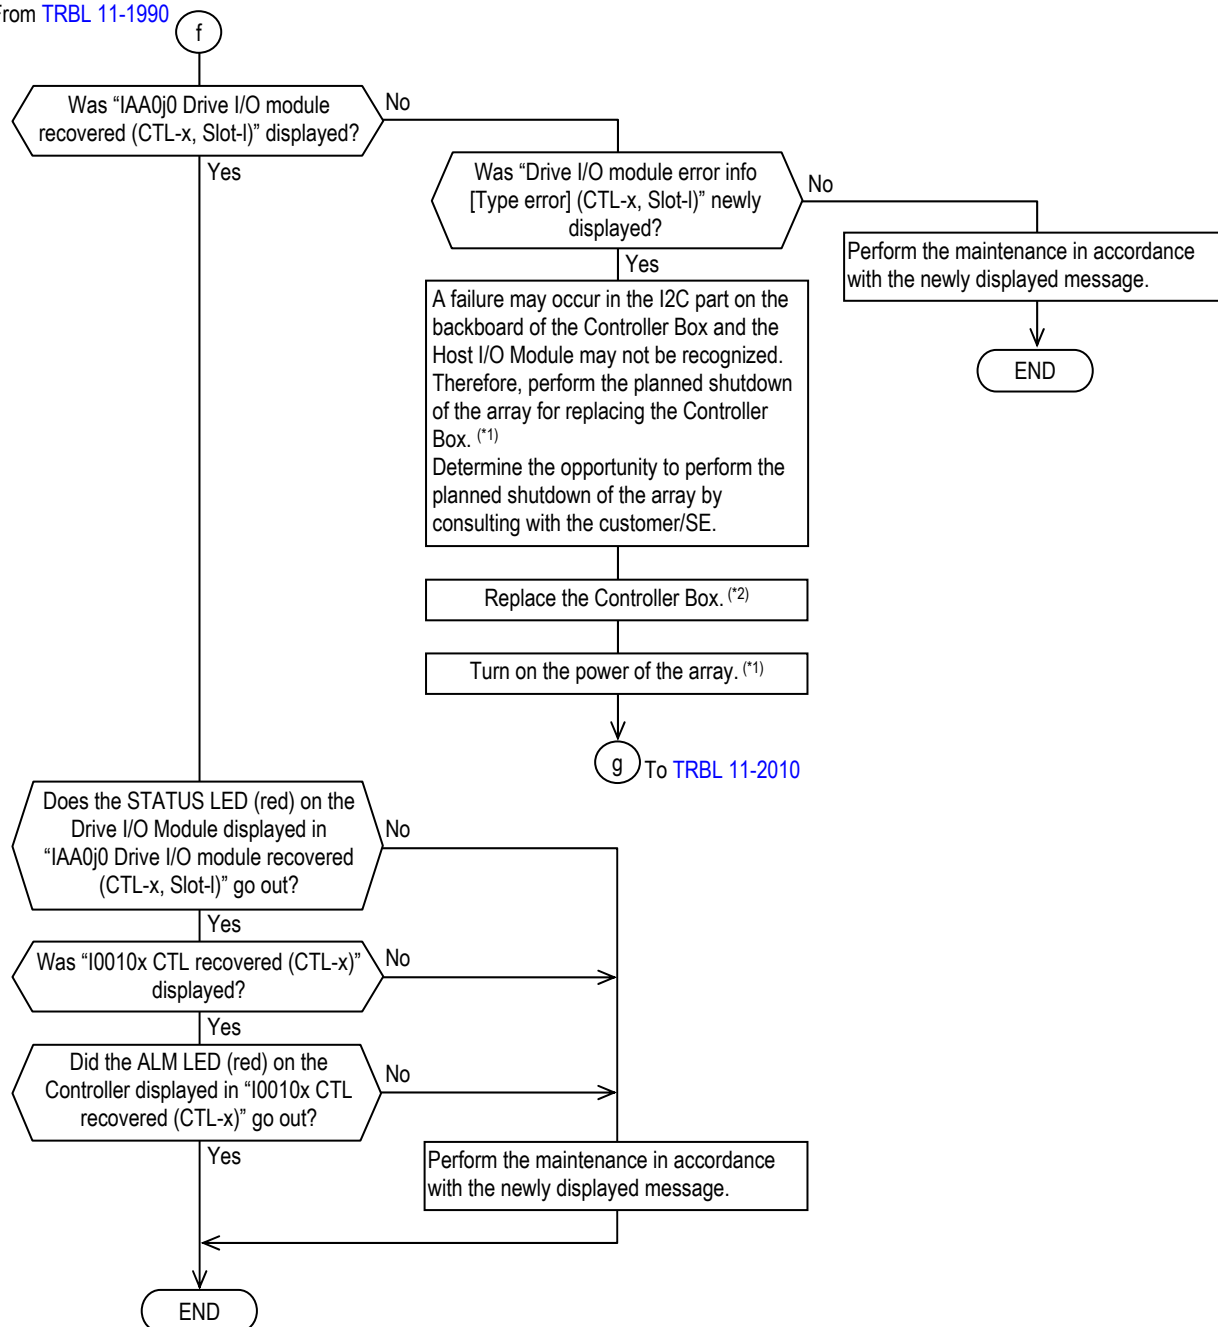 From TRBL 11-1990
f
Was “IAA0j0 Drive I/O module
recovered (CTL-x, Slot-l)” displayed?
No
Yes
Was “Drive I/O module error info
[Type error] (CTL-x, Slot-l)” newly
displayed?
No
Yes
Perform the maintenance in accordance
with the newly displayed message.
END
A failure may occur in the I2C part on the
backboard of the Controller Box and the
Host I/O Module may not be recognized.
Therefore, perform the planned shutdown
of the array for replacing the Controller
Box. (*1)
Determine the opportunity to perform the
planned shutdown of the array by
consulting with the customer/SE.
Replace the Controller Box. (*2)
Turn on the power of the array. (*1)
g
To TRBL 11-2010
Does the STATUS LED (red) on the
Drive I/O Module displayed in
“IAA0j0 Drive I/O module recovered
(CTL-x, Slot-l)” go out?
No
Yes
Was “I0010x CTL recovered (CTL-x)”
displayed?
No
Yes
Did the ALM LED (red) on the
Controller displayed in “I0010x CTL
recovered (CTL-x)” go out?
No
Yes
Perform the maintenance in accordance
with the newly displayed message.
END